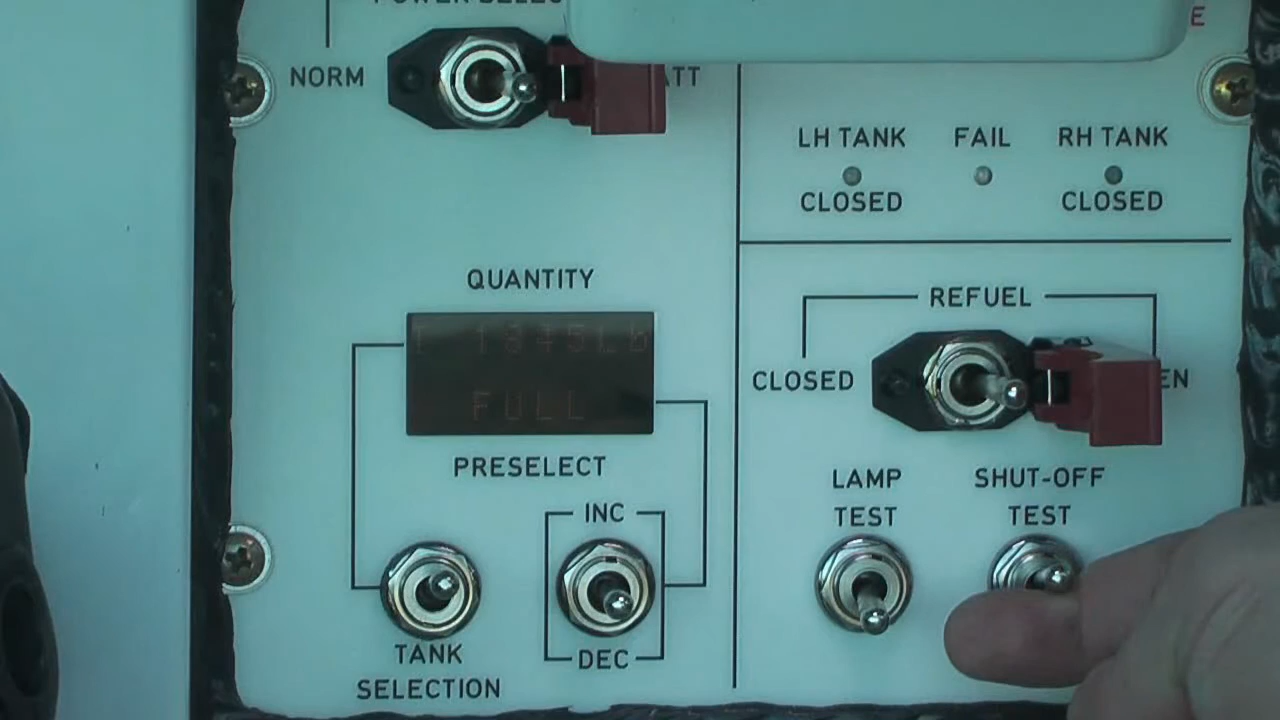 NORM
LH TANK FAIL RH TANK
CLOSED CLOSED
QUANTITY
1345Lb
FULL
PRESELECT
REFUEL
CLOSED
LAMP
TEST
SHUT-OFF
TEST
INC
DEC
TANK
SELECTION